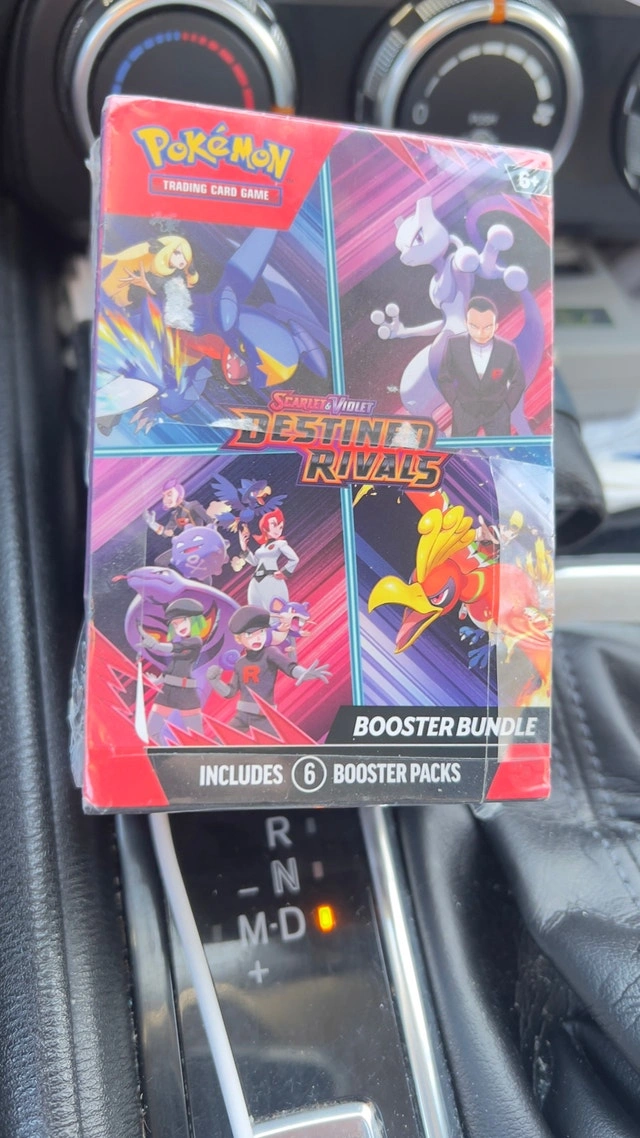 POKÉMON
TRADING CARD GAME
6+
SCARLET & VIOLET
DESTINED
RIVALS
R
BOOSTER BUNDLE
INCLUDES 6 BOOSTER PACKS
R
N
M-D
+